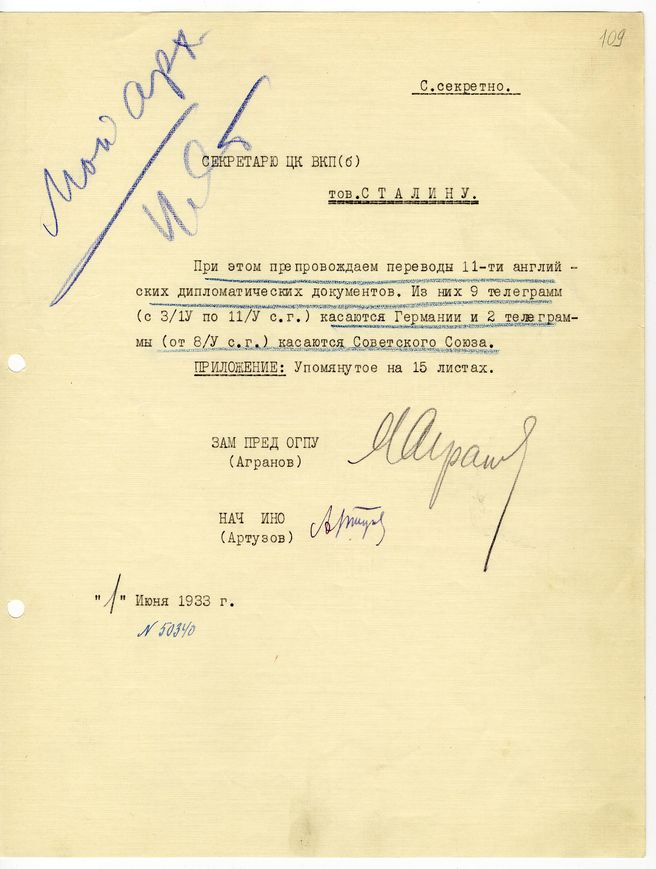 109
С.секретно.
Мой арх
СЕКРЕТАРЮ ЦК ВКП(б)
тов.СТАЛИНУ.
При этом препровождаем переводы 11-ти англий -
ских дипломатических документов. Из них 9 телеграмм
(с 3/1У по 11/У с.г.) касаются Германии и 2 телеграм-
мы (от 8/У с.г.) касаются Советского Союза.
ПРИЛОЖЕНИЕ: Упомянутое на 15 листах.
ЗАМ ПРЕД ОГПУ
(Агранов)
ЯАгранов
НАЧ ИНО
(Артузов)
Артузов
"1" Июня 1933 г.
N 50340